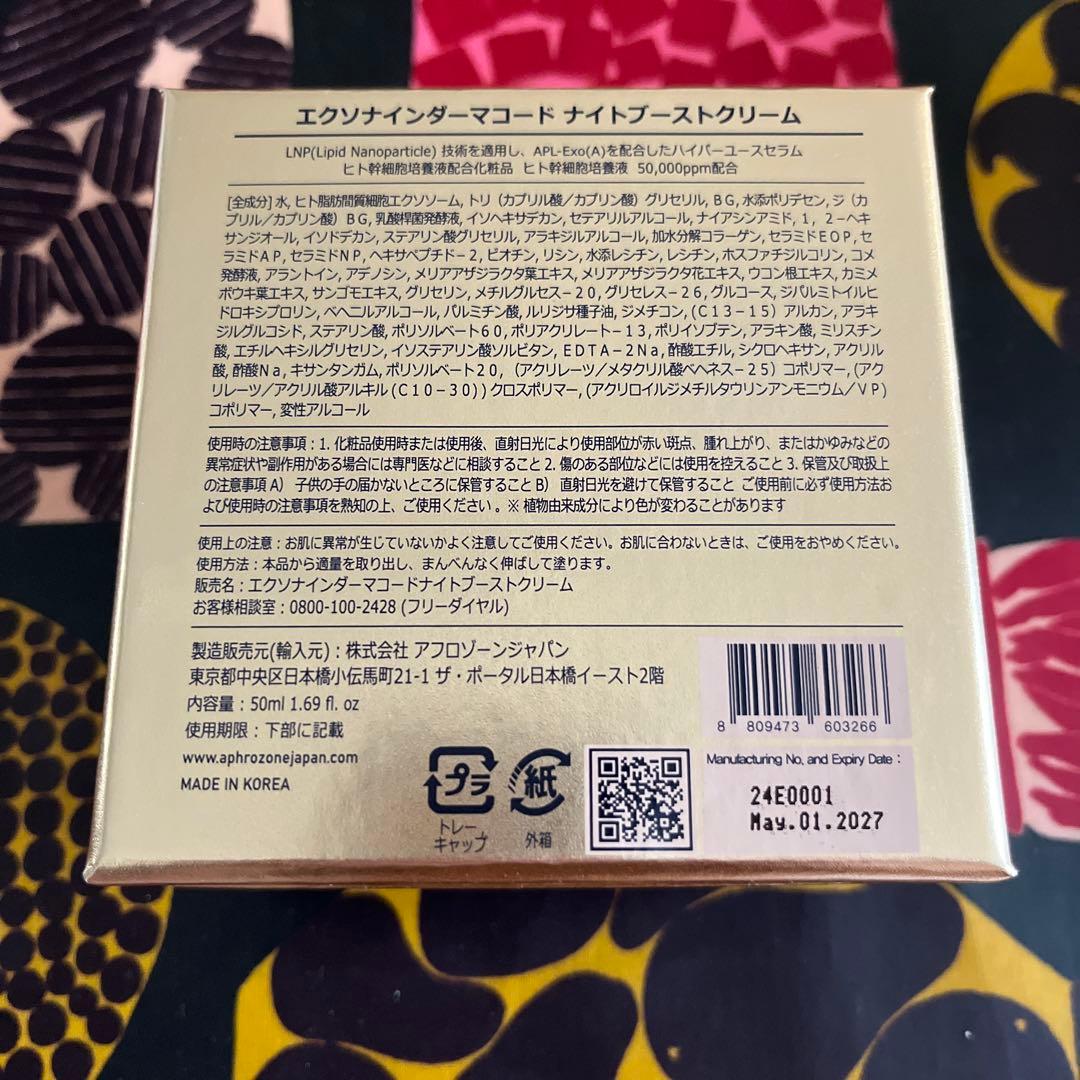 エクソナインダーマコード ナイトブーストクリーム
LNP(Lipid Nanoparticle) 技術を適用し、APL-Exo(A)を配合したハイパーユースセラム
ヒト幹細胞培養液配合化粧品　ヒト幹細胞培養液　50,000ppm配合
[全成分] 水, ヒト脂肪間質細胞エクソソーム, トリ（カプリル酸／カプリン酸）グリセリル, ＢＧ, 水添ポリデセン, ジ（カ
プリル／カプリン酸）ＢＧ, 乳酸桿菌発酵液, イソヘキサデカン, セテアリルアルコール, ナイアシンアミド, １，２－ヘキ
サンジオール, イソドデカン, ステアリン酸グリセリル, アラキジルアルコール, 加水分解コラーゲン, セラミドＥＯＰ, セ
ラミドＡＰ, セラミドＮＰ, ヘキサペプチド－２, ビオチン, リシン, 水添レシチン, レシチン, ホスファチジルコリン, コメ
発酵液, アラントイン, アデノシン, メリアアザジラクタ葉エキス, メリアアザジラクタ花エキス, ウコン根エキス, カミメ
ボウキ葉エキス, サンゴモエキス, グリセリン, メチルグルセス－２０, グリセレス－２６, グルコース, ジパルミトイルヒ
ドロキシプロリン, ベヘニルアルコール, パルミチン酸, ルリジサ種子油, ジメチコン, (Ｃ１３－１５）アルカン, アラキ
ジルグルコシド, ステアリン酸, ポリソルベート６０, ポリアクリレート－１３, ポリイソブテン, アラキン酸, ミリスチン
酸, エチルヘキシルグリセリン, イソステアリン酸ソルビタン, ＥＤＴＡ－２Ｎａ, 酢酸エチル, シクロヘキサン, アクリル
酸, 酢酸Ｎａ, キサンタンガム, ポリソルベート２０, （アクリレーツ／メタクリル酸ベヘネス－２５）コポリマー, (アク
リレーツ／アクリル酸アルキル(Ｃ１０－３０)) クロスポリマー, (アクリロイルジメチルタウリンアンモニウム／ＶＰ)
コポリマー, 変性アルコール
使用時の注意事項：1. 化粧品使用時または使用後、直射日光により使用部位が赤い斑点、腫れ上がり、またはかゆみなどの
異常症状や副作用がある場合には専門医などに相談すること 2. 傷のある部位などには使用を控えること 3. 保管及び取扱上
の注意事項 A） 子供の手の届かないところに保管すること B） 直射日光を避けて保管すること ご使用前に必ず使用方法お
よび使用時の注意事項を熟知の上、ご使用ください 。※ 植物由来成分により色が変わることがあります
使用上の注意：お肌に異常が生じていないかよく注意してご使用ください。お肌に合わないときは、ご使用をおやめください。
使用方法：本品から適量を取り出し、まんべんなく伸ばして塗ります。
販売名：エクソナインダーマコードナイトブーストクリーム
お客様相談室：0800-100-2428 (フリーダイヤル)
製造販売元(輸入元)：株式会社 アフロゾーンジャパン
東京都中央区日本橋小伝馬町21-1 ザ・ポータル日本橋イースト2階
内容量：50ml 1.69 fl. oz
使用期限：下部に記載
www.aphrozonejapan.com
MADE IN KOREA
プラ
トレー
キャップ
紙
外箱
8 809473 603266
Manufacturing No. and Expiry Date：
24E0001
May.01.2027